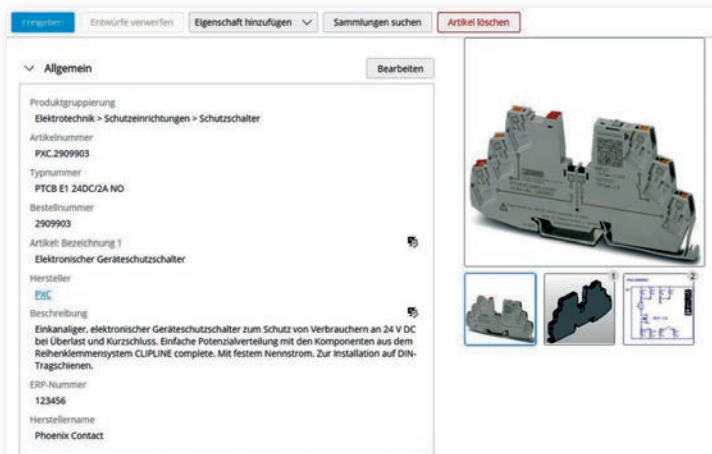 Freigeben
Entwürfe verwerfen
Eigenschaft hinzufügen
Sammlungen suchen
Artikel löschen
Allgemein
Bearbeiten
Produktgruppierung
Elektrotechnik > Schutzeinrichtungen > Schutzschalter
Artikelnummer
PXC.2909903
Typnummer
PTCB E1 24DC/2A NO
Bestellnummer
2909903
Artikel: Bezeichnung 1
Elektronischer Geräteschutzschalter
Hersteller
PXC
Beschreibung
Einkanaliger, elektronischer Geräteschutzschalter zum Schutz von Verbrauchern an 24 V DC
bei Überlast und Kurzschluss. Einfache Potenzialverteilung mit den Komponenten aus dem
Reihenklemmensystem CLIPLINE complete. Mit festem Nennstrom. Zur Installation auf DIN-
Tragschienen.
ERP-Nummer
123456
Herstellername
Phoenix Contact
1
2